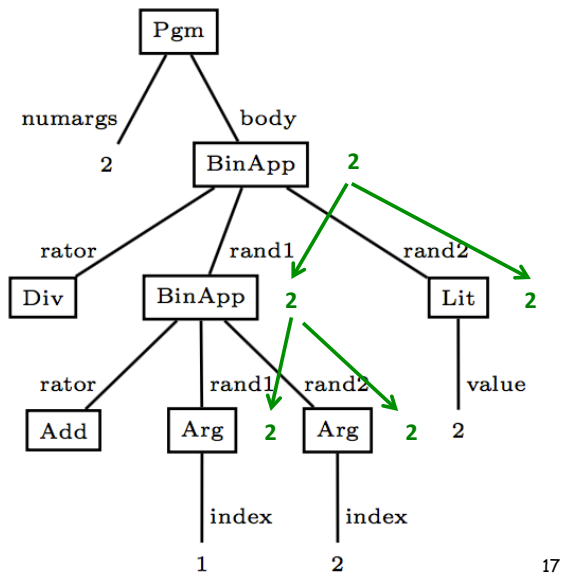 Pgm
numargs
body
2
BinApp
2
rator
rand1
rand2
Div
BinApp
2
Lit
2
rator
rand1
rand2
value
Add
Arg
2
Arg
2
2
index
index
1
2
17